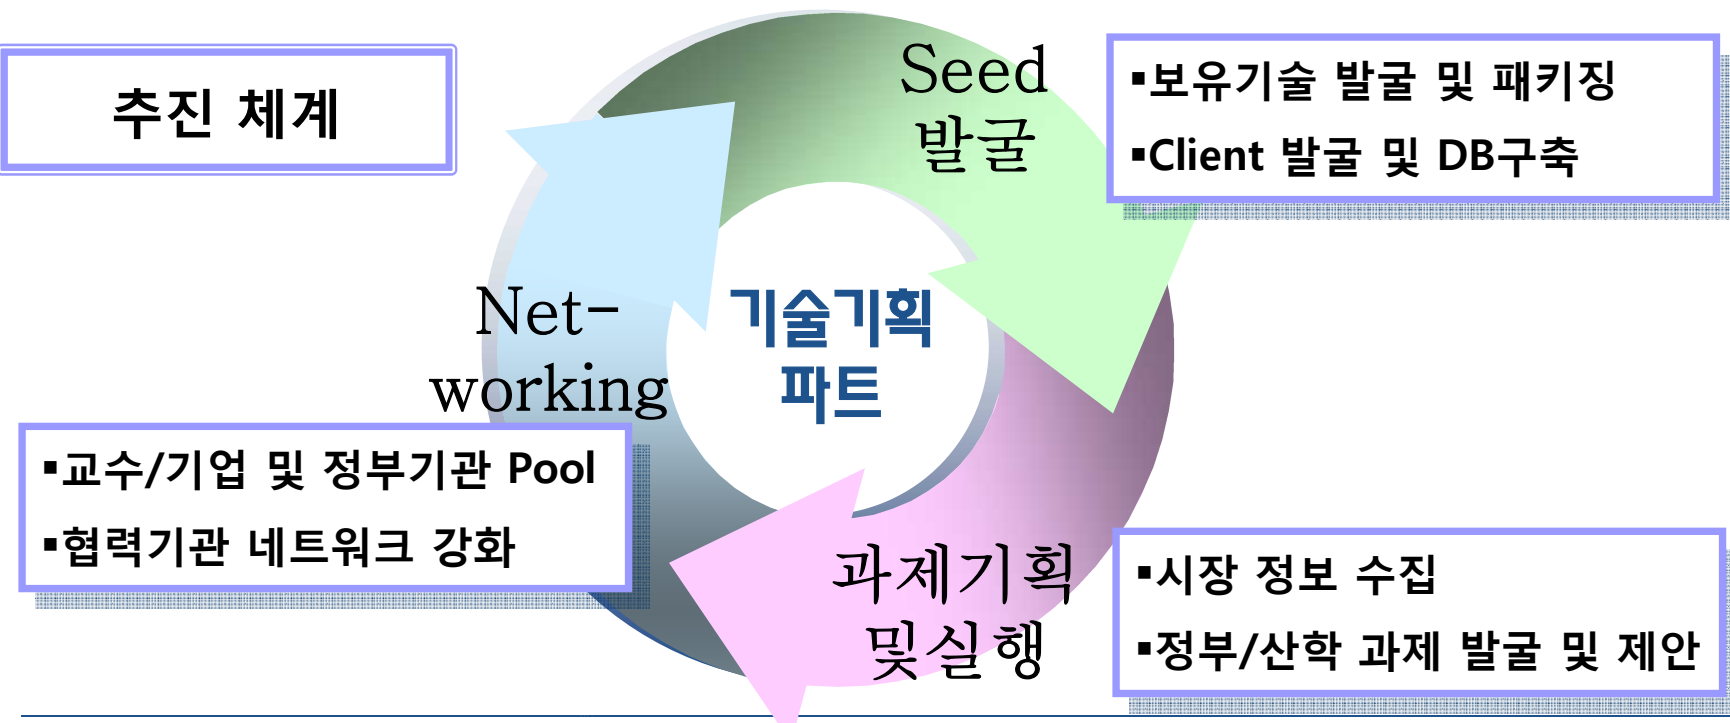 추진 체계
Seed
발굴
▪보유기술 발굴 및 패키징
▪Client 발굴 및 DB구축
Net-
working
기술기획
파트
▪교수/기업 및 정부기관 Pool
▪협력기관 네트워크 강화
과제기획
및실행
▪시장 정보 수집
▪정부/산학 과제 발굴 및 제안